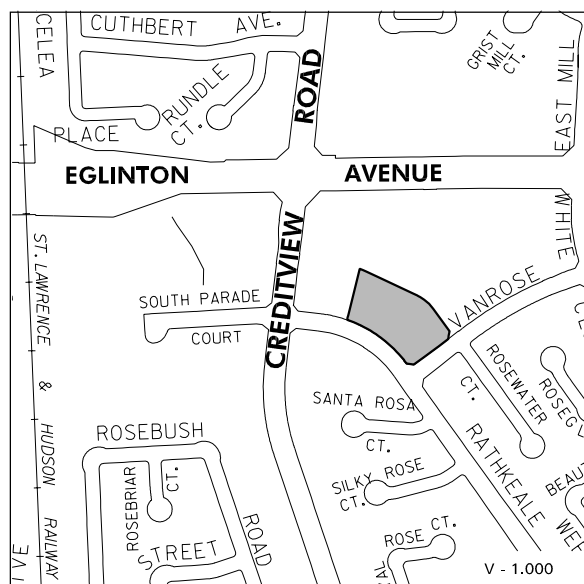 CELEA
CUTHBERT AVE.
ROAD
GRIST
MILL
CT.
EAST MILL
RUNDLE
CT.
PLACE
EGLINTON
AVENUE
WHITE
ST. LAWRENCE & HUDSON RAILWAY
CREDITVIEW
SOUTH PARADE
COURT
VANROSE
ROSEWATER
CT.
SANTA ROSA
CT.
RATHKEALE
ROSEBUSH
ROSEBRIAR
CT.
SILKY ROSE
CT.
ROAD
STREET
ROSE CT.
V - 1.000